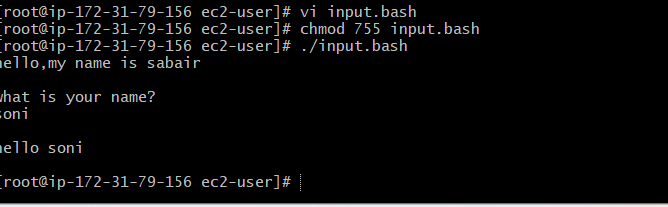 [root@ip-172-31-79-156 ec2-user]# vi input.bash
[root@ip-172-31-79-156 ec2-user]# chmod 755 input.bash
[root@ip-172-31-79-156 ec2-user]# ./input.bash
hello,my name is sabair
what is your name?
soni
hello soni
[root@ip-172-31-79-156 ec2-user]#